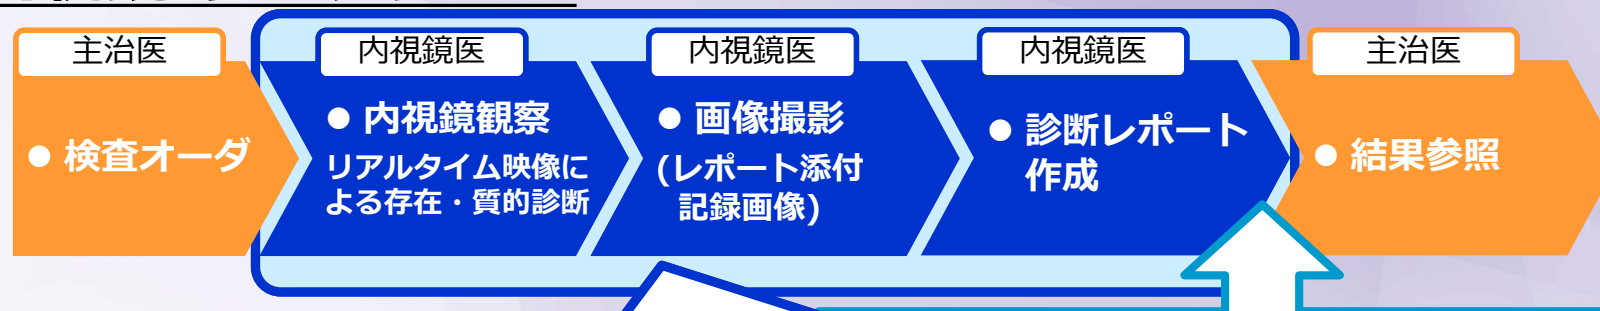 主治医
● 検査オーダ
内視鏡医
● 内視鏡観察
リアルタイム映像に
よる存在・質的診断
内視鏡医
● 画像撮影
(レポート添付
記録画像)
内視鏡医
● 診断レポート
作成
主治医
● 結果参照